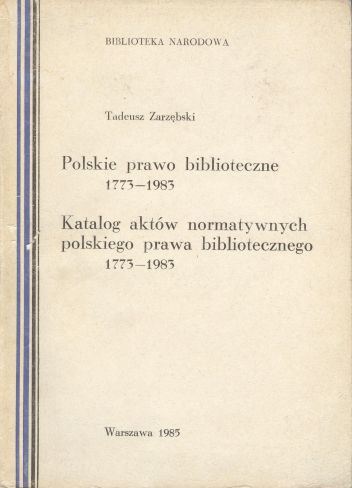 BIBLIOTEKA NARODOWA
Tadeusz Zarzębski
Polskie prawo biblioteczne
1773—1983
Katalog aktów normatywnych
polskiego prawa bibliotecznego
1773—1983
Warszawa 1985